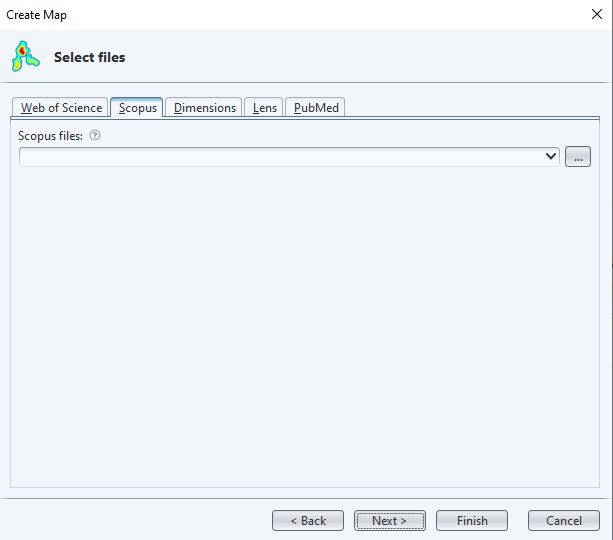 Create Map
Select files
Web of Science Scopus Dimensions Lens PubMed
Scopus files: ?
...
< Back Next > Finish Cancel